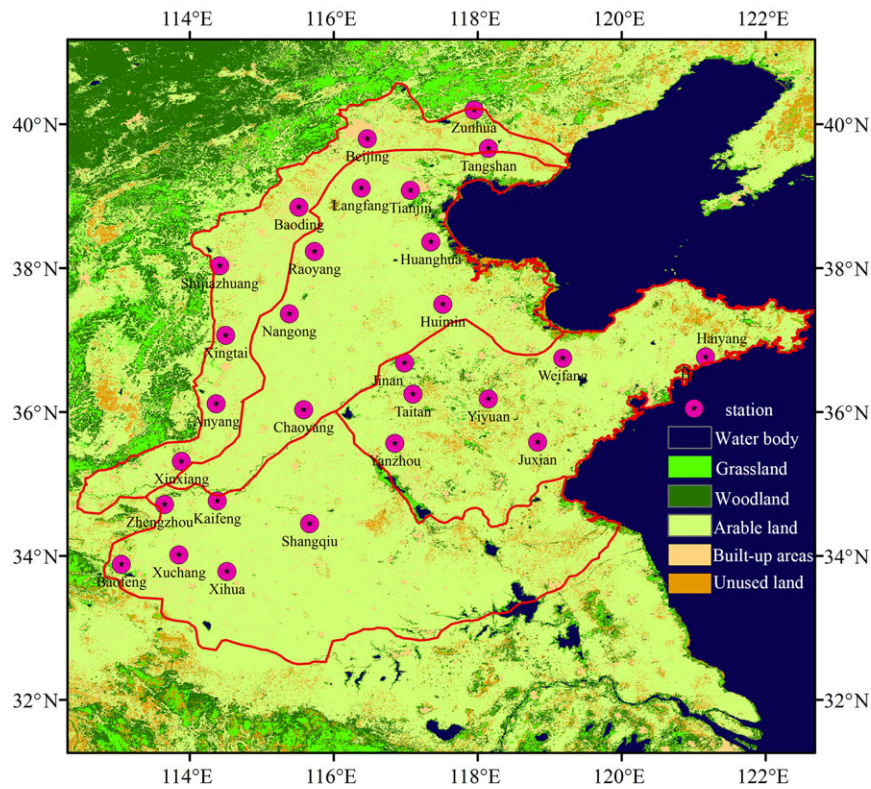 114°E 116°E 118°E 120°E 122°E
40°N 40°N
Zunhua
Beijing
Tangshan
Langfang
Tianjin
Baoding
Huanghua
Raoyang
38°N 38°N
Shijiazhuang
Nangong
Huimin
Xingtai
Haiyang
Weifang
Jinan
Taitan
Yiyuan
36°N 36°N
Anyang
Chaoyang
Yanzhou
Juxian
station
Water body
Grassland
Woodland
Arable land
Built-up areas
Unused land
Xinxiang
Zhengzhou
Kaifeng
Shangqiu
34°N 34°N
Baofeng
Xuchang
Xihua
32°N 32°N
114°E 116°E 118°E 120°E 122°E